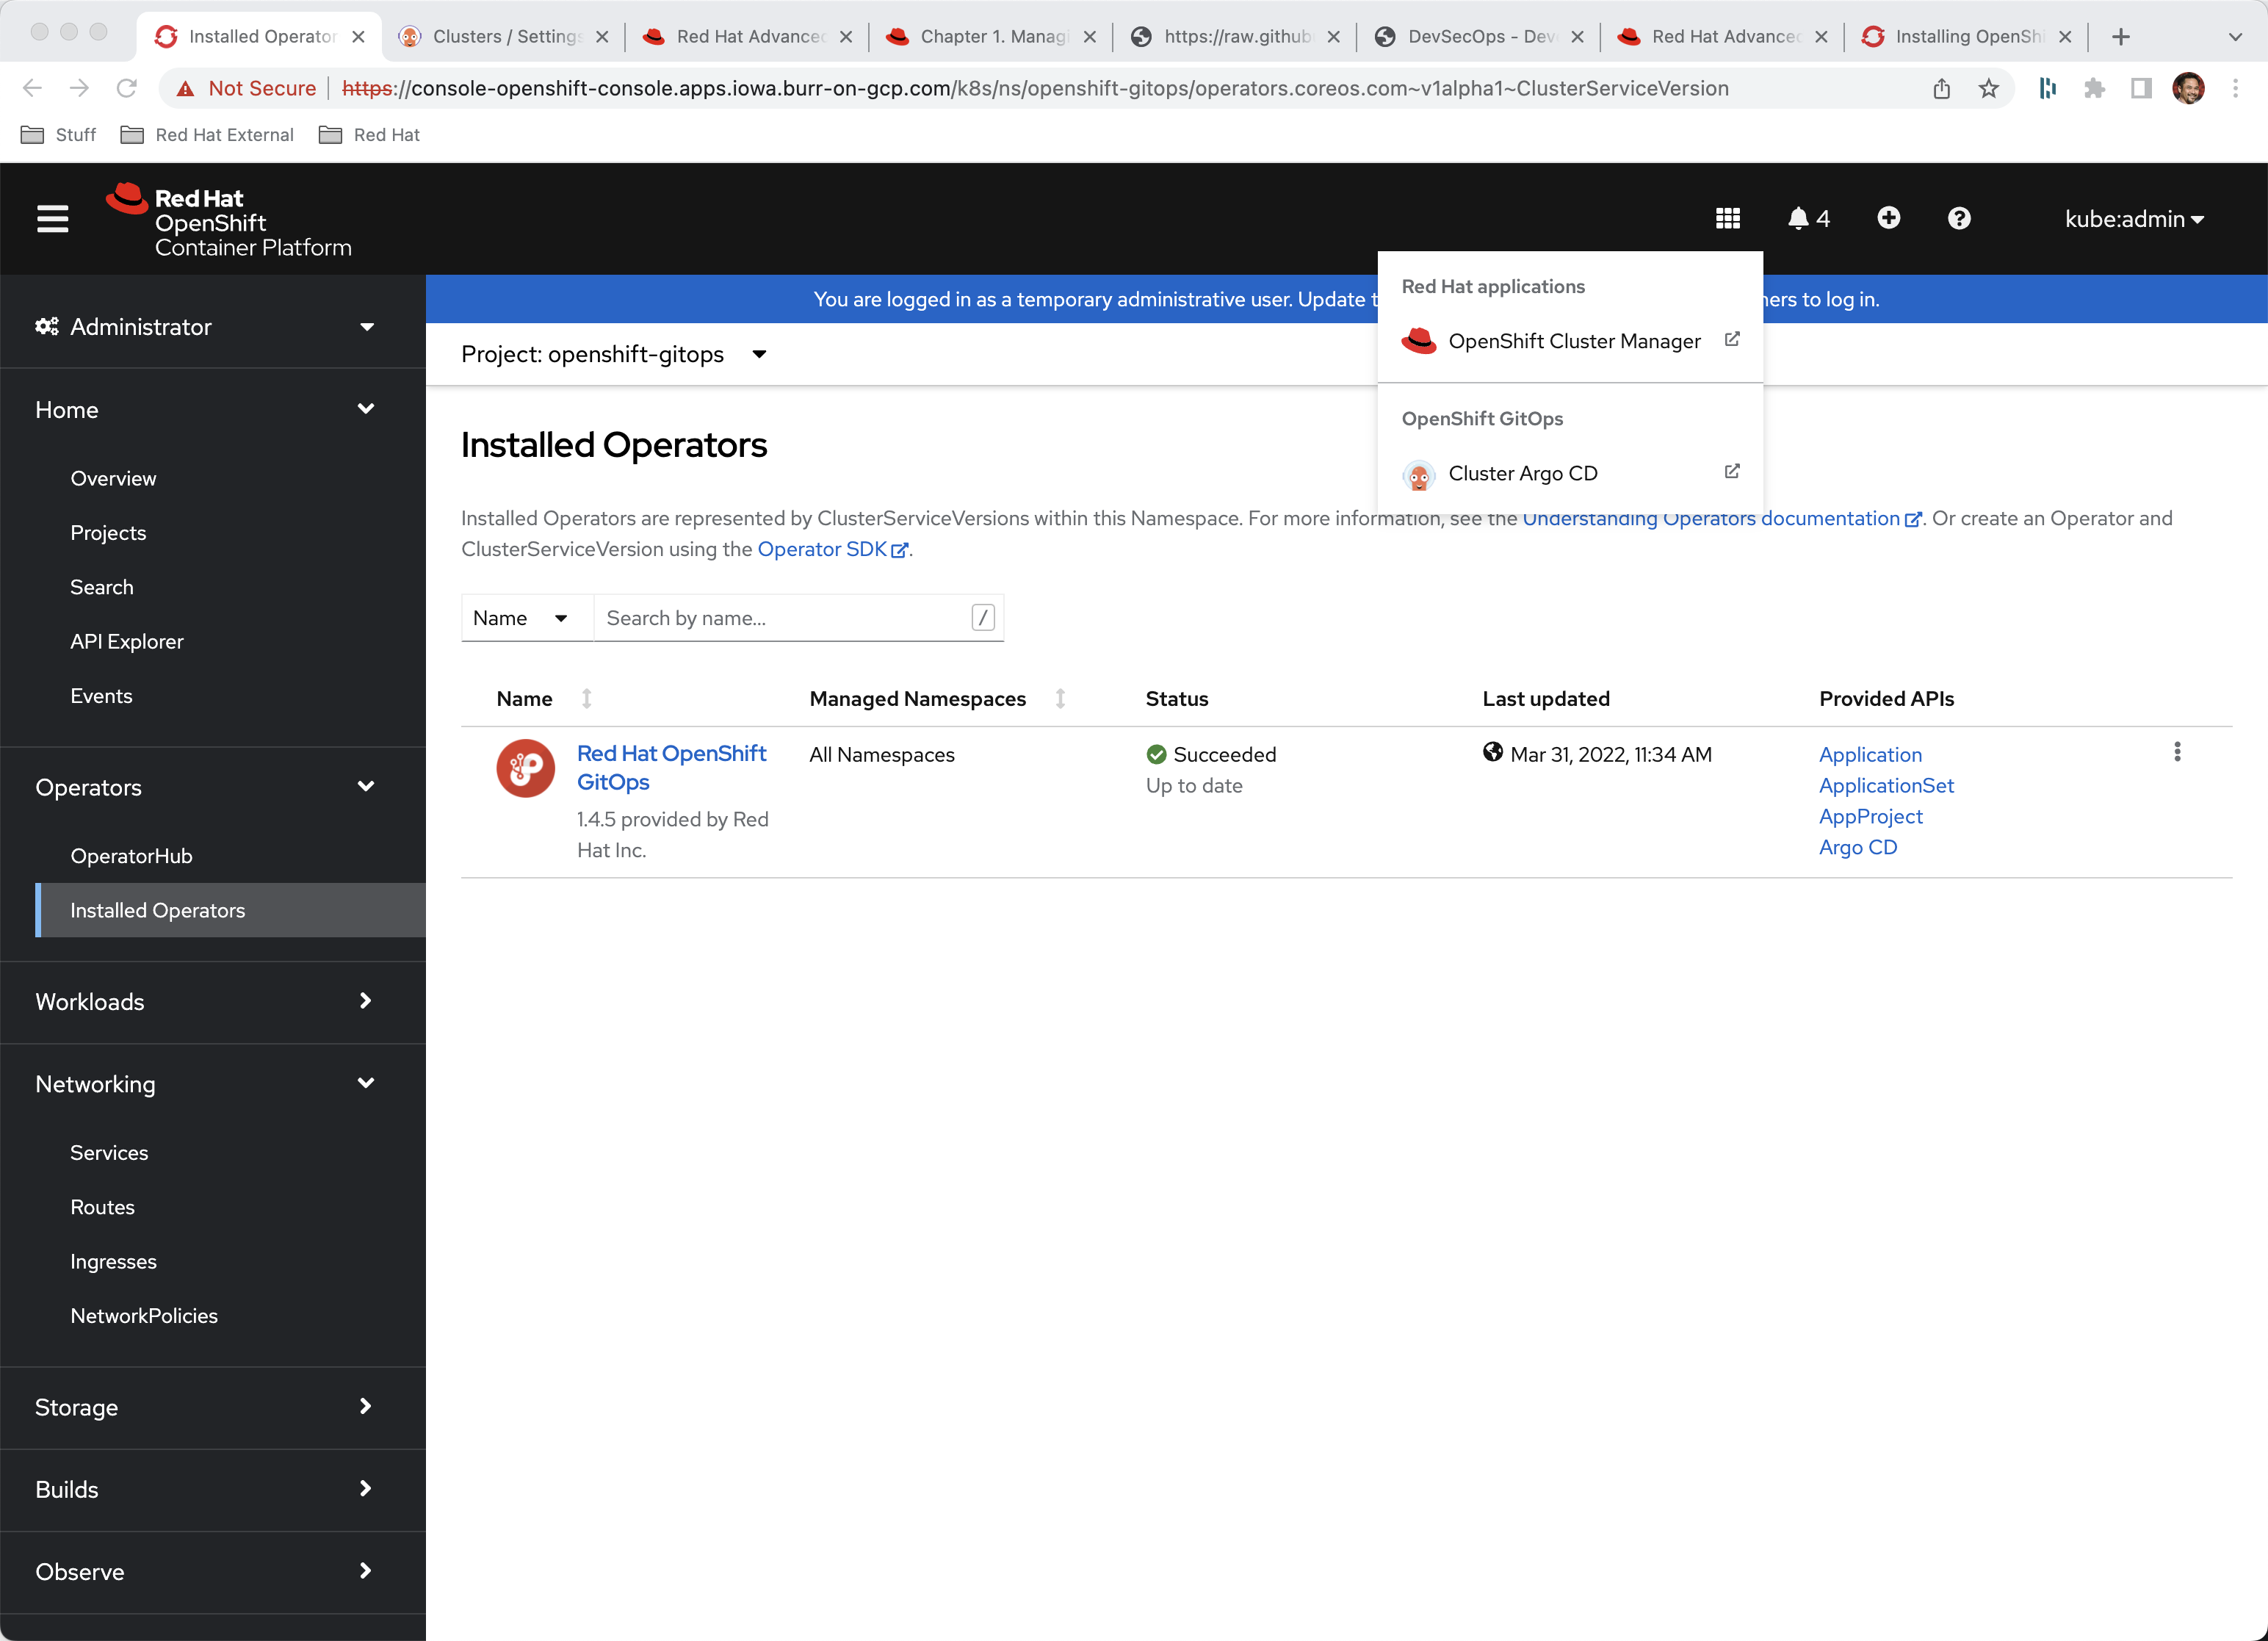 Installed Operator
Clusters / Settings
Red Hat Advanced
Chapter 1. Managi
https://raw.github
DevSecOps - Dev
Red Hat Advanced
Installing OpenShi
Not Secure
https://console-openshift-console.apps.iowa.burr-on-gcp.com/k8s/ns/openshift-gitops/operators.coreos.com~v1alpha1~ClusterServiceVersion
Stuff
Red Hat External
Red Hat
Red Hat
OpenShift
Container Platform
4
kube:admin
Administrator
Home
Overview
Projects
Search
API Explorer
Events
Operators
OperatorHub
Installed Operators
Workloads
Networking
Services
Routes
Ingresses
NetworkPolicies
Storage
Builds
Observe
You are logged in as a temporary administrative user. Update t
ers to log in.
Red Hat applications
OpenShift Cluster Manager
OpenShift GitOps
Cluster Argo CD
Project: openshift-gitops
Installed Operators
Installed Operators are represented by ClusterServiceVersions within this Namespace. For more information, see the Understanding Operators documentation. Or create an Operator and
ClusterServiceVersion using the Operator SDK.
Name
Search by name...
/
Name
Managed Namespaces
Status
Last updated
Provided APIs
Red Hat OpenShift
GitOps
1.4.5 provided by Red
Hat Inc.
All Namespaces
Succeeded
Up to date
Mar 31, 2022, 11:34 AM
Application
ApplicationSet
AppProject
Argo CD